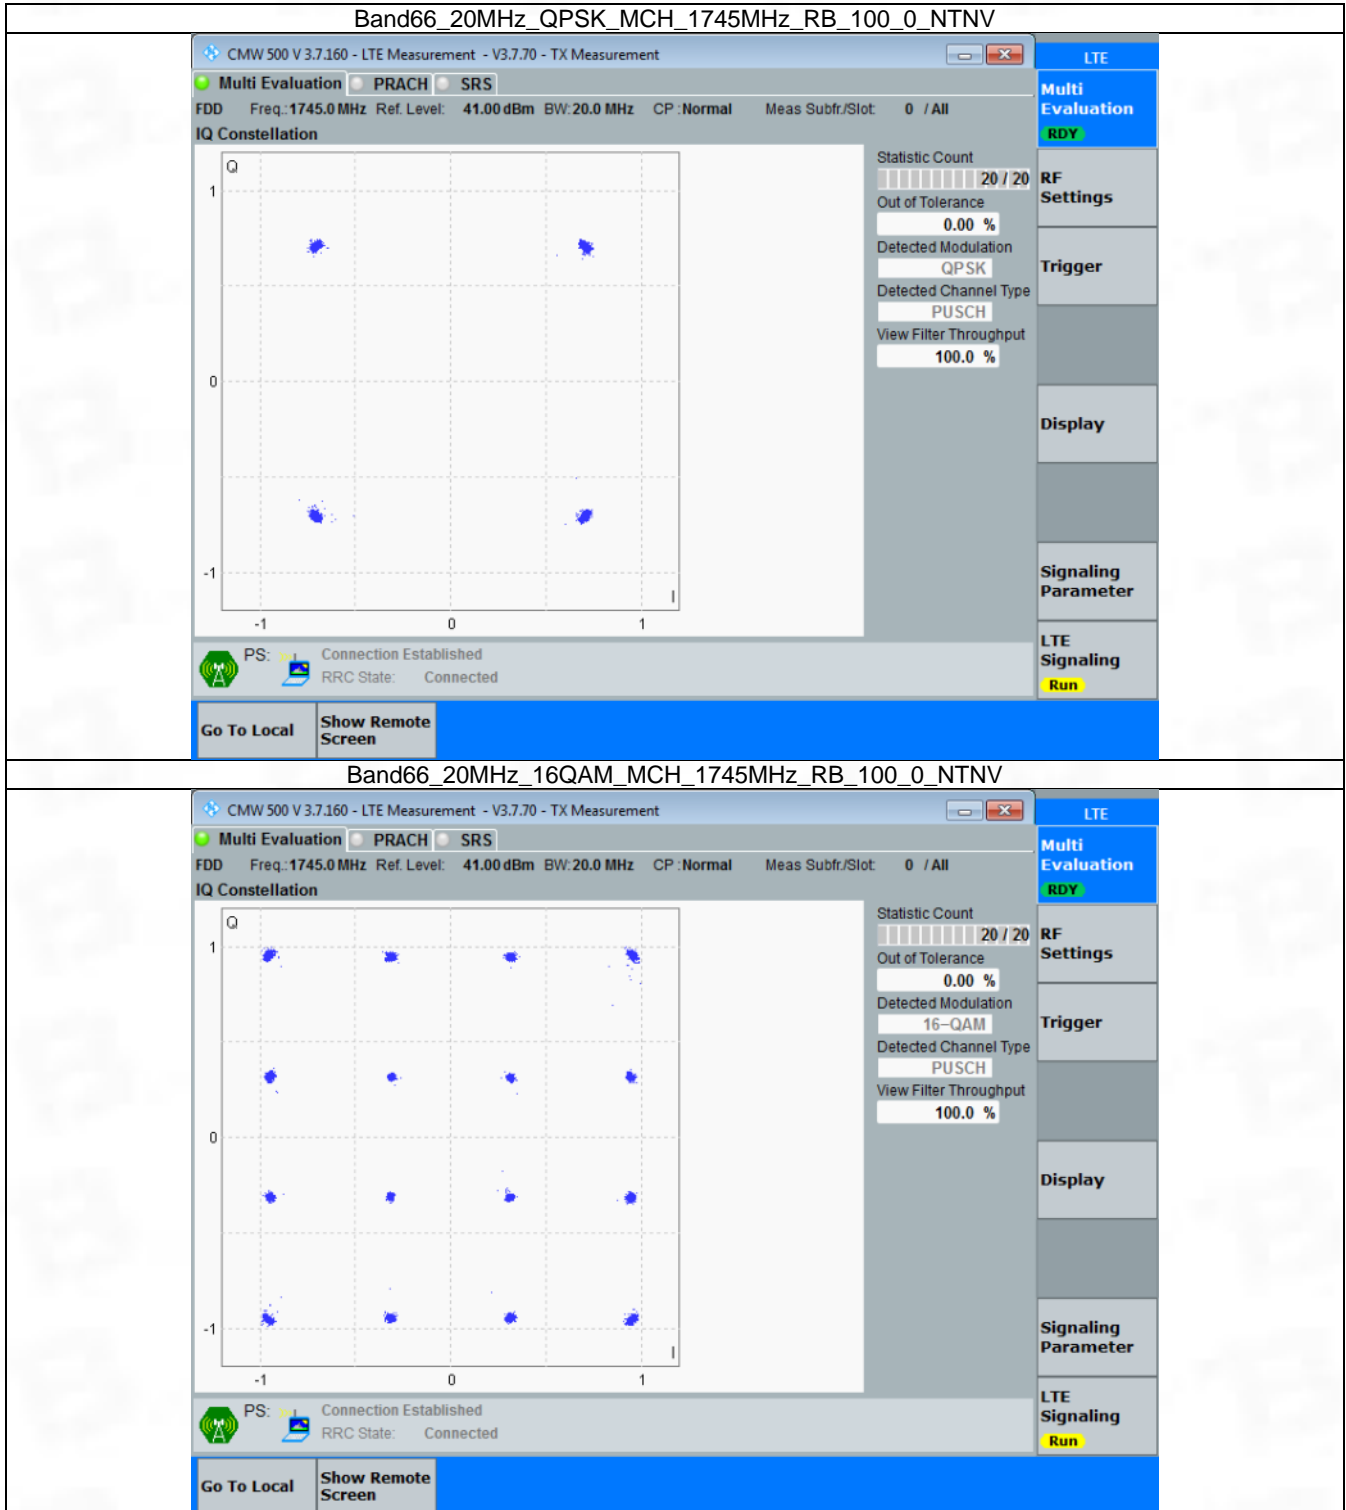 Band66_20MHz_QPSK_MCH_1745MHz_RB_100_0_NTNV
CMW 500 V 3.7.160 - LTE Measurement - V3.7.70 - TX Measurement
LTE
Multi Evaluation PRACH SRS
Multi
Evaluation
RDY
FDD Freq.:1745.0 MHz Ref. Level: 41.00 dBm BW:20.0 MHz CP :Normal Meas Subfr./Slot: 0 / All
IQ Constellation
Q
1
0
-1
I
-1 0 1
Statistic Count
20 / 20
Out of Tolerance
0.00 %
Detected Modulation
QPSK
Detected Channel Type
PUSCH
View Filter Throughput
100.0 %
RF
Settings
Trigger
Display
Signaling
Parameter
LTE
Signaling
Run
PS: Connection Established
RRC State: Connected
Go To Local
Show Remote
Screen
Band66_20MHz_16QAM_MCH_1745MHz_RB_100_0_NTNV
CMW 500 V 3.7.160 - LTE Measurement - V3.7.70 - TX Measurement
LTE
Multi Evaluation PRACH SRS
Multi
Evaluation
RDY
FDD Freq.:1745.0 MHz Ref. Level: 41.00 dBm BW:20.0 MHz CP :Normal Meas Subfr./Slot: 0 / All
IQ Constellation
Q
1
0
-1
I
-1 0 1
Statistic Count
20 / 20
Out of Tolerance
0.00 %
Detected Modulation
16-QAM
Detected Channel Type
PUSCH
View Filter Throughput
100.0 %
RF
Settings
Trigger
Display
Signaling
Parameter
LTE
Signaling
Run
PS: Connection Established
RRC State: Connected
Go To Local
Show Remote
Screen